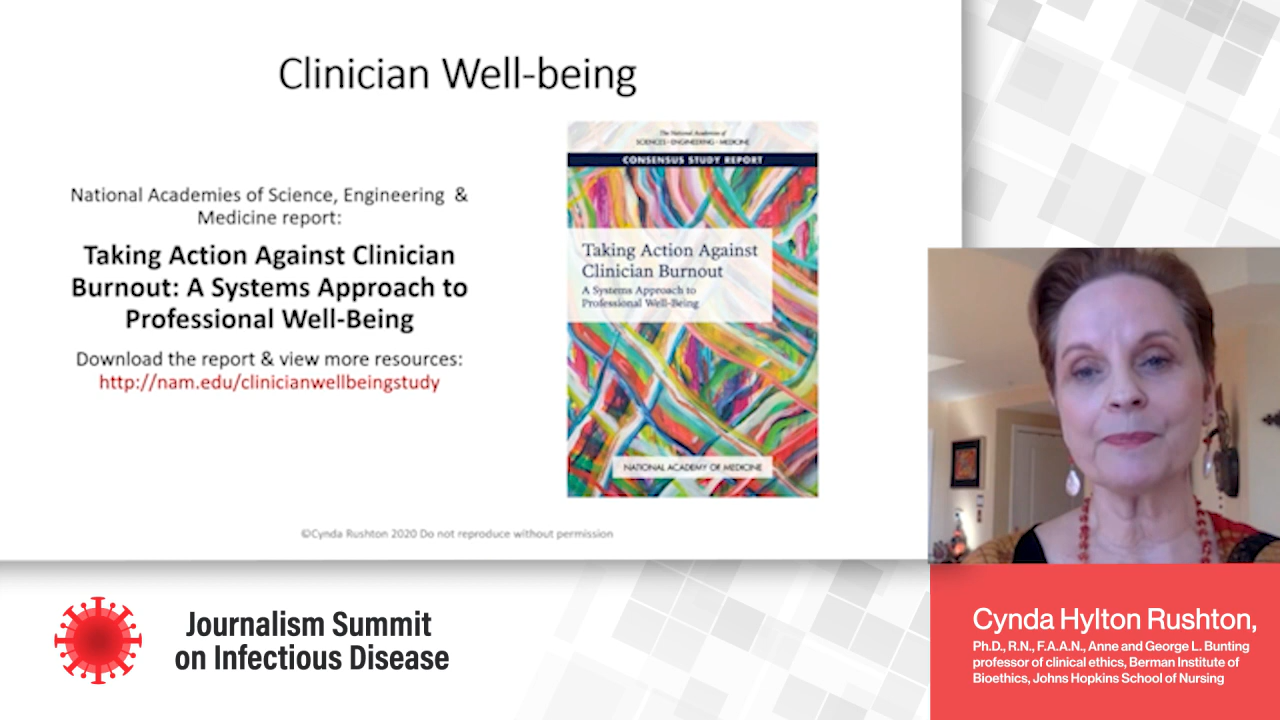 Clinician Well-being
National Academies of Science, Engineering &
Medicine report:
Taking Action Against Clinician
Burnout: A Systems Approach to
Professional Well-Being
Download the report & view more resources:
http://nam.edu/clinicianwellbeingstudy
The National Academies of
SCIENCES • ENGINEERING • MEDICINE
CONSENSUS STUDY REPORT
Taking Action Against
Clinician Burnout
A Systems Approach to
Professional Well-Being
NATIONAL ACADEMY OF MEDICINE
©Cynda Rushton 2020 Do not reproduce without permission
Journalism Summit
on Infectious Disease
Cynda Hylton Rushton,
Ph.D., R.N., F.A.A.N., Anne and George L. Bunting
professor of clinical ethics, Berman Institute of
Bioethics, Johns Hopkins School of Nursing